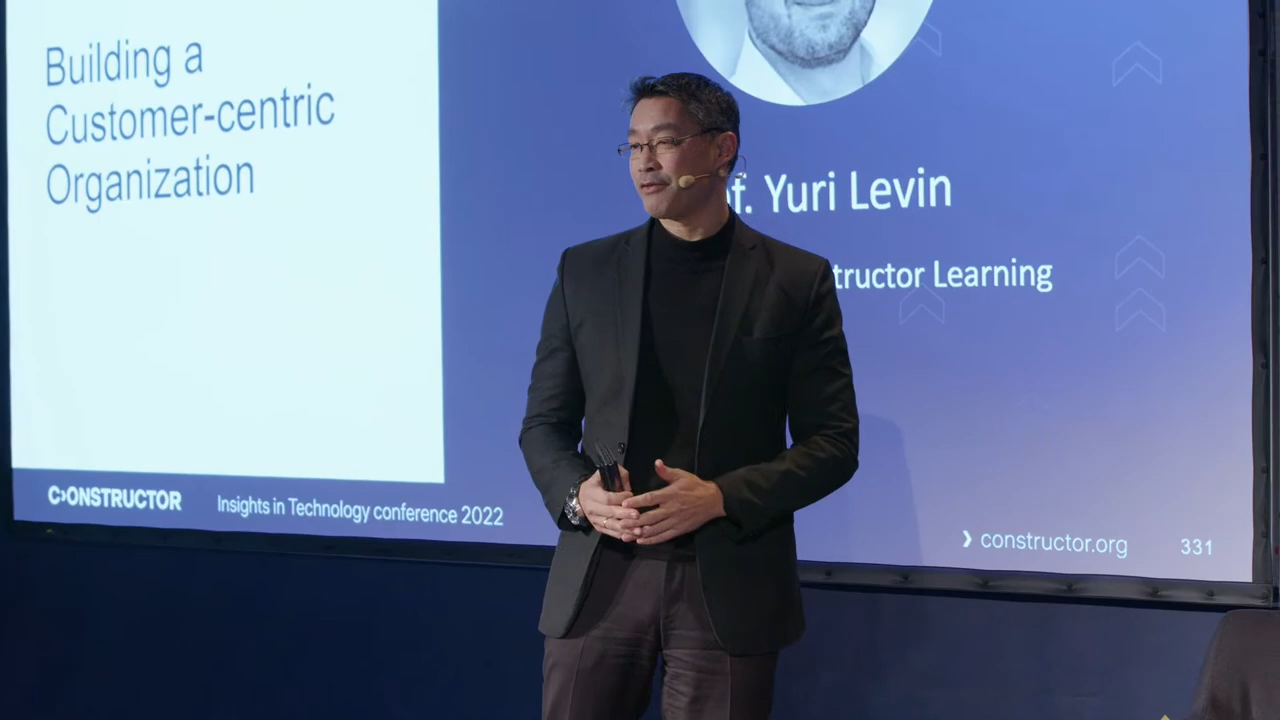 Building a
Customer-centric
Organization
f. Yuri Levin
tructor Learning
C›ONSTRUCTOR
Insights in Technology conference 2022
❯ constructor.org
331